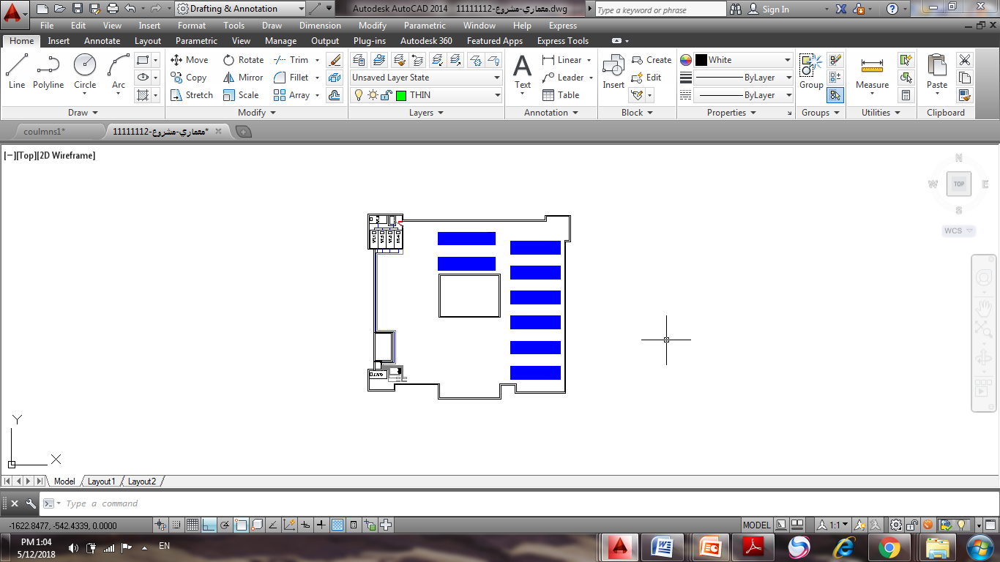 Drafting & Annotation
Autodesk AutoCAD 2014 11111112-معماري-مشروع.dwg
Type a keyword or phrase
Sign In
File Edit View Insert Format Tools Draw Dimension Modify Parametric Window Help Express
Home Insert Annotate Layout Parametric View Manage Output Plug-ins Autodesk 360 Featured Apps Express Tools
Line Polyline Circle Arc
Move Rotate Trim
Copy Mirror Fillet
Stretch Scale Array
Unsaved Layer State
THIN
Text
Linear
Leader
Table
Insert
Create
Edit
White
ByLayer
ByLayer
Group
Measure
Paste
Draw Modify Layers Annotation Block Properties Groups Utilities Clipboard
coulmns1*
11111112-معماري-مشروع*
[−][Top][2D Wireframe]
N
W TOP E
S
WCS
Y
X
Model Layout1 Layout2
Type a command
-1622.8477, -542.4339, 0.0000
MODEL
1:1
PM 1:04
5/12/2018
EN